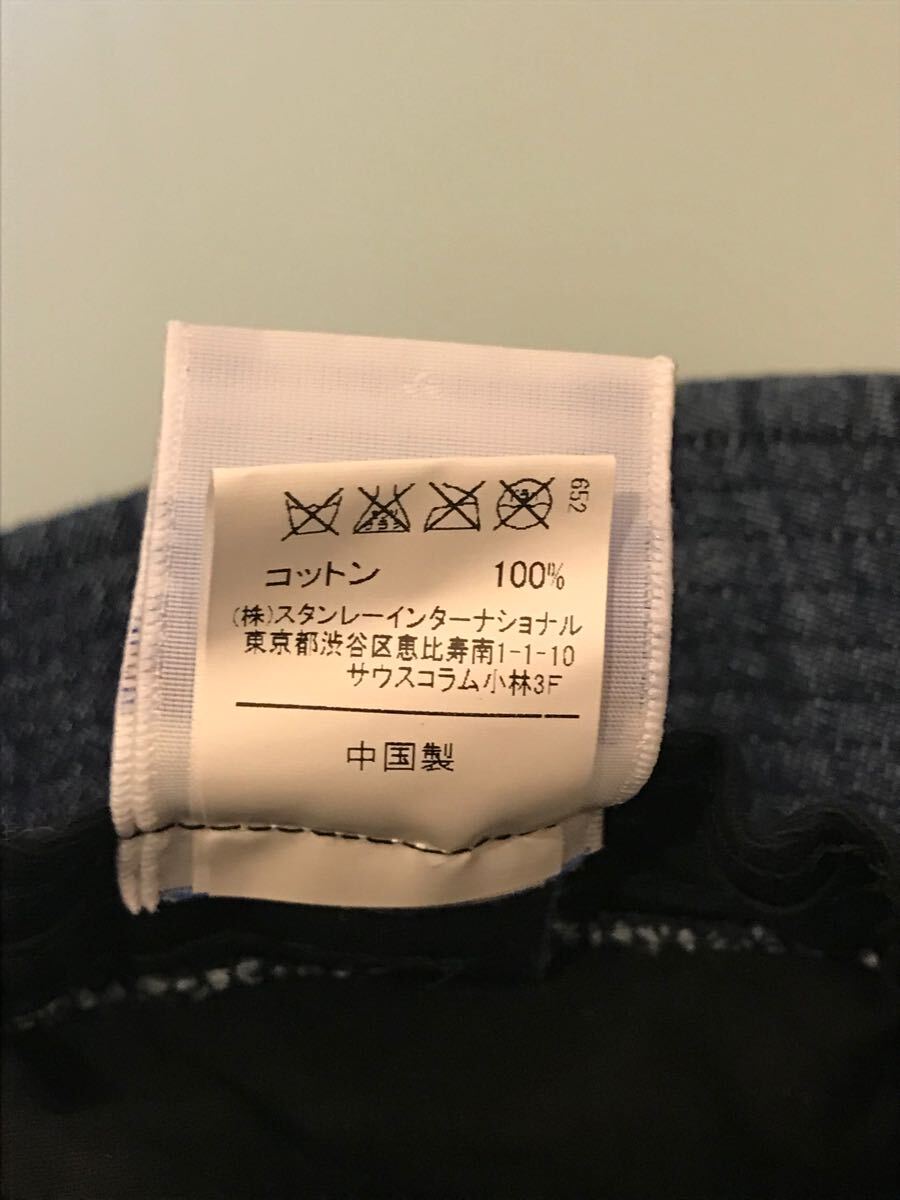 652
コットン 100%
(株)スタンレーインターナショナル
東京都渋谷区恵比寿南1-1-10
サウスコラム小林3F
中国製